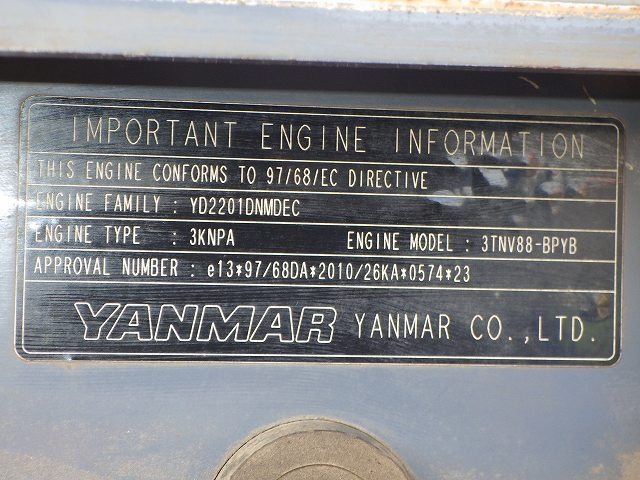 IMPORTANT ENGINE INFORMATION
THIS ENGINE CONFORMS TO 97/68/EC DIRECTIVE
ENGINE FAMILY : YD2201DNMDEC
ENGINE TYPE : 3KNPA ENGINE MODEL : 3TNV88-BPYB
APPROVAL NUMBER : e13*97/68DA*2010/26KA*0574*23
YANMAR YANMAR CO.,LTD.